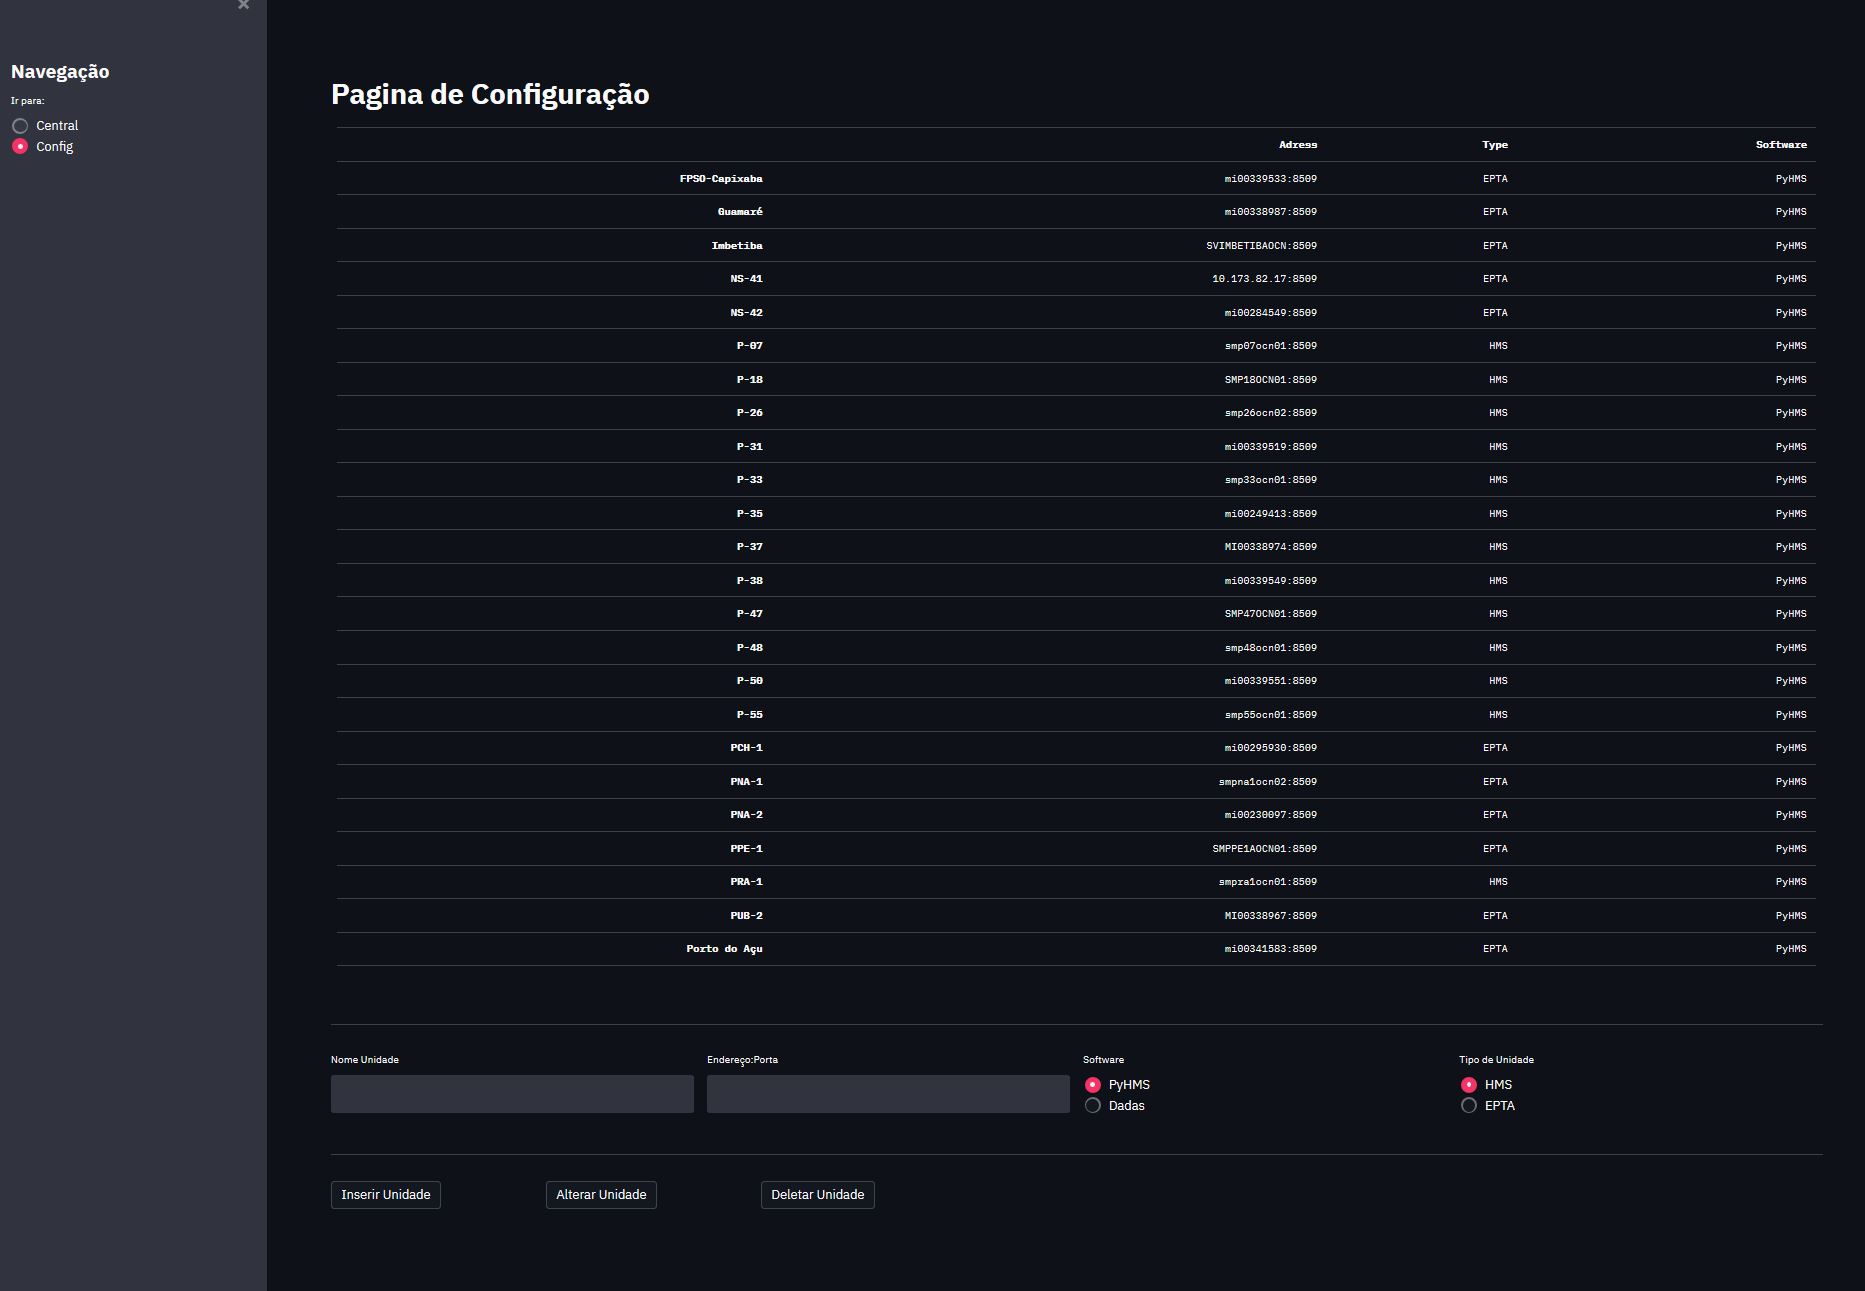 ×
Navegação
Ir para:
Central
Config
Pagina de Configuração
Adress Type Software
FPSO-Capixaba mi00339533:8509 EPTA PyHMS
Guamaré mi00338987:8509 EPTA PyHMS
Imbetiba SVIMBETIBAOCN:8509 EPTA PyHMS
NS-41 10.173.82.17:8509 EPTA PyHMS
NS-42 mi00284549:8509 EPTA PyHMS
P-07 smp07ocn01:8509 HMS PyHMS
P-18 SMP18OCN01:8509 HMS PyHMS
P-26 smp26ocn02:8509 HMS PyHMS
P-31 mi00339519:8509 HMS PyHMS
P-33 smp33ocn01:8509 HMS PyHMS
P-35 mi00249413:8509 HMS PyHMS
P-37 MI00338974:8509 HMS PyHMS
P-38 mi00339549:8509 HMS PyHMS
P-47 SMP47OCN01:8509 HMS PyHMS
P-48 smp48ocn01:8509 HMS PyHMS
P-50 mi00339551:8509 HMS PyHMS
P-55 smp55ocn01:8509 HMS PyHMS
PCH-1 mi00295930:8509 EPTA PyHMS
PNA-1 smpna1ocn02:8509 EPTA PyHMS
PNA-2 mi00230097:8509 EPTA PyHMS
PPE-1 SMPPE1AOCN01:8509 EPTA PyHMS
PRA-1 smpra1ocn01:8509 HMS PyHMS
PUB-2 MI00338967:8509 EPTA PyHMS
Porto do Açu mi00341583:8509 EPTA PyHMS
Nome Unidade Endereço:Porta Software Tipo de Unidade
PyHMS HMS
Dadas EPTA
Inserir Unidade Alterar Unidade Deletar Unidade